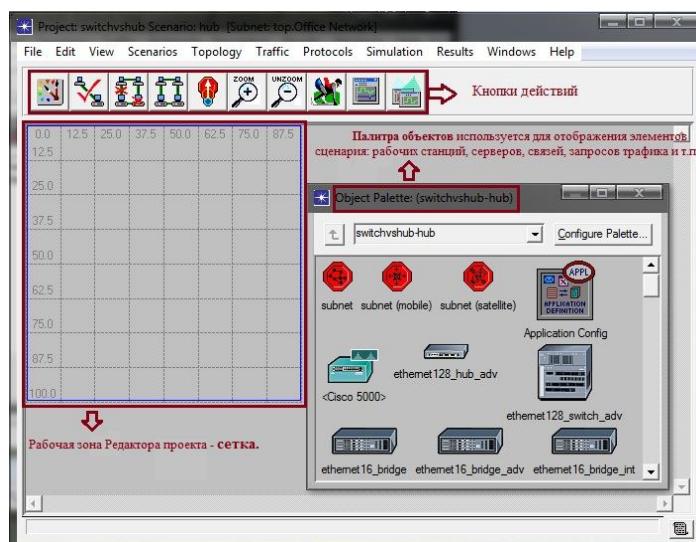 Project: switchvshub Scenario: hub [Subnet: top.Office Network]
File Edit View Scenarios Topology Traffic Protocols Simulation Results Windows Help
ZOOM UNZOOM
Кнопки действий
0.0 12.5 25.0 37.5 50.0 62.5 75.0 87.5
12.5
25.0
37.5
50.0
62.5
75.0
87.5
100.0
Палитра объектов используется для отображения элементов
сценария: рабочих станций, серверов, связей, запросов трафика и т.п
Object Palette: (switchvshub-hub)
switchvshub-hub Configure Palette...
APPL
APPLICATION
DEFINITION
subnet subnet (mobile) subnet (satellite)
Application Config
<Cisco 5000>
ethernet128_hub_adv
ethernet128_switch_adv
ethernet16_bridge ethernet16_bridge_adv ethernet16_bridge_int
Рабочая зона Редактора проекта - сетка.